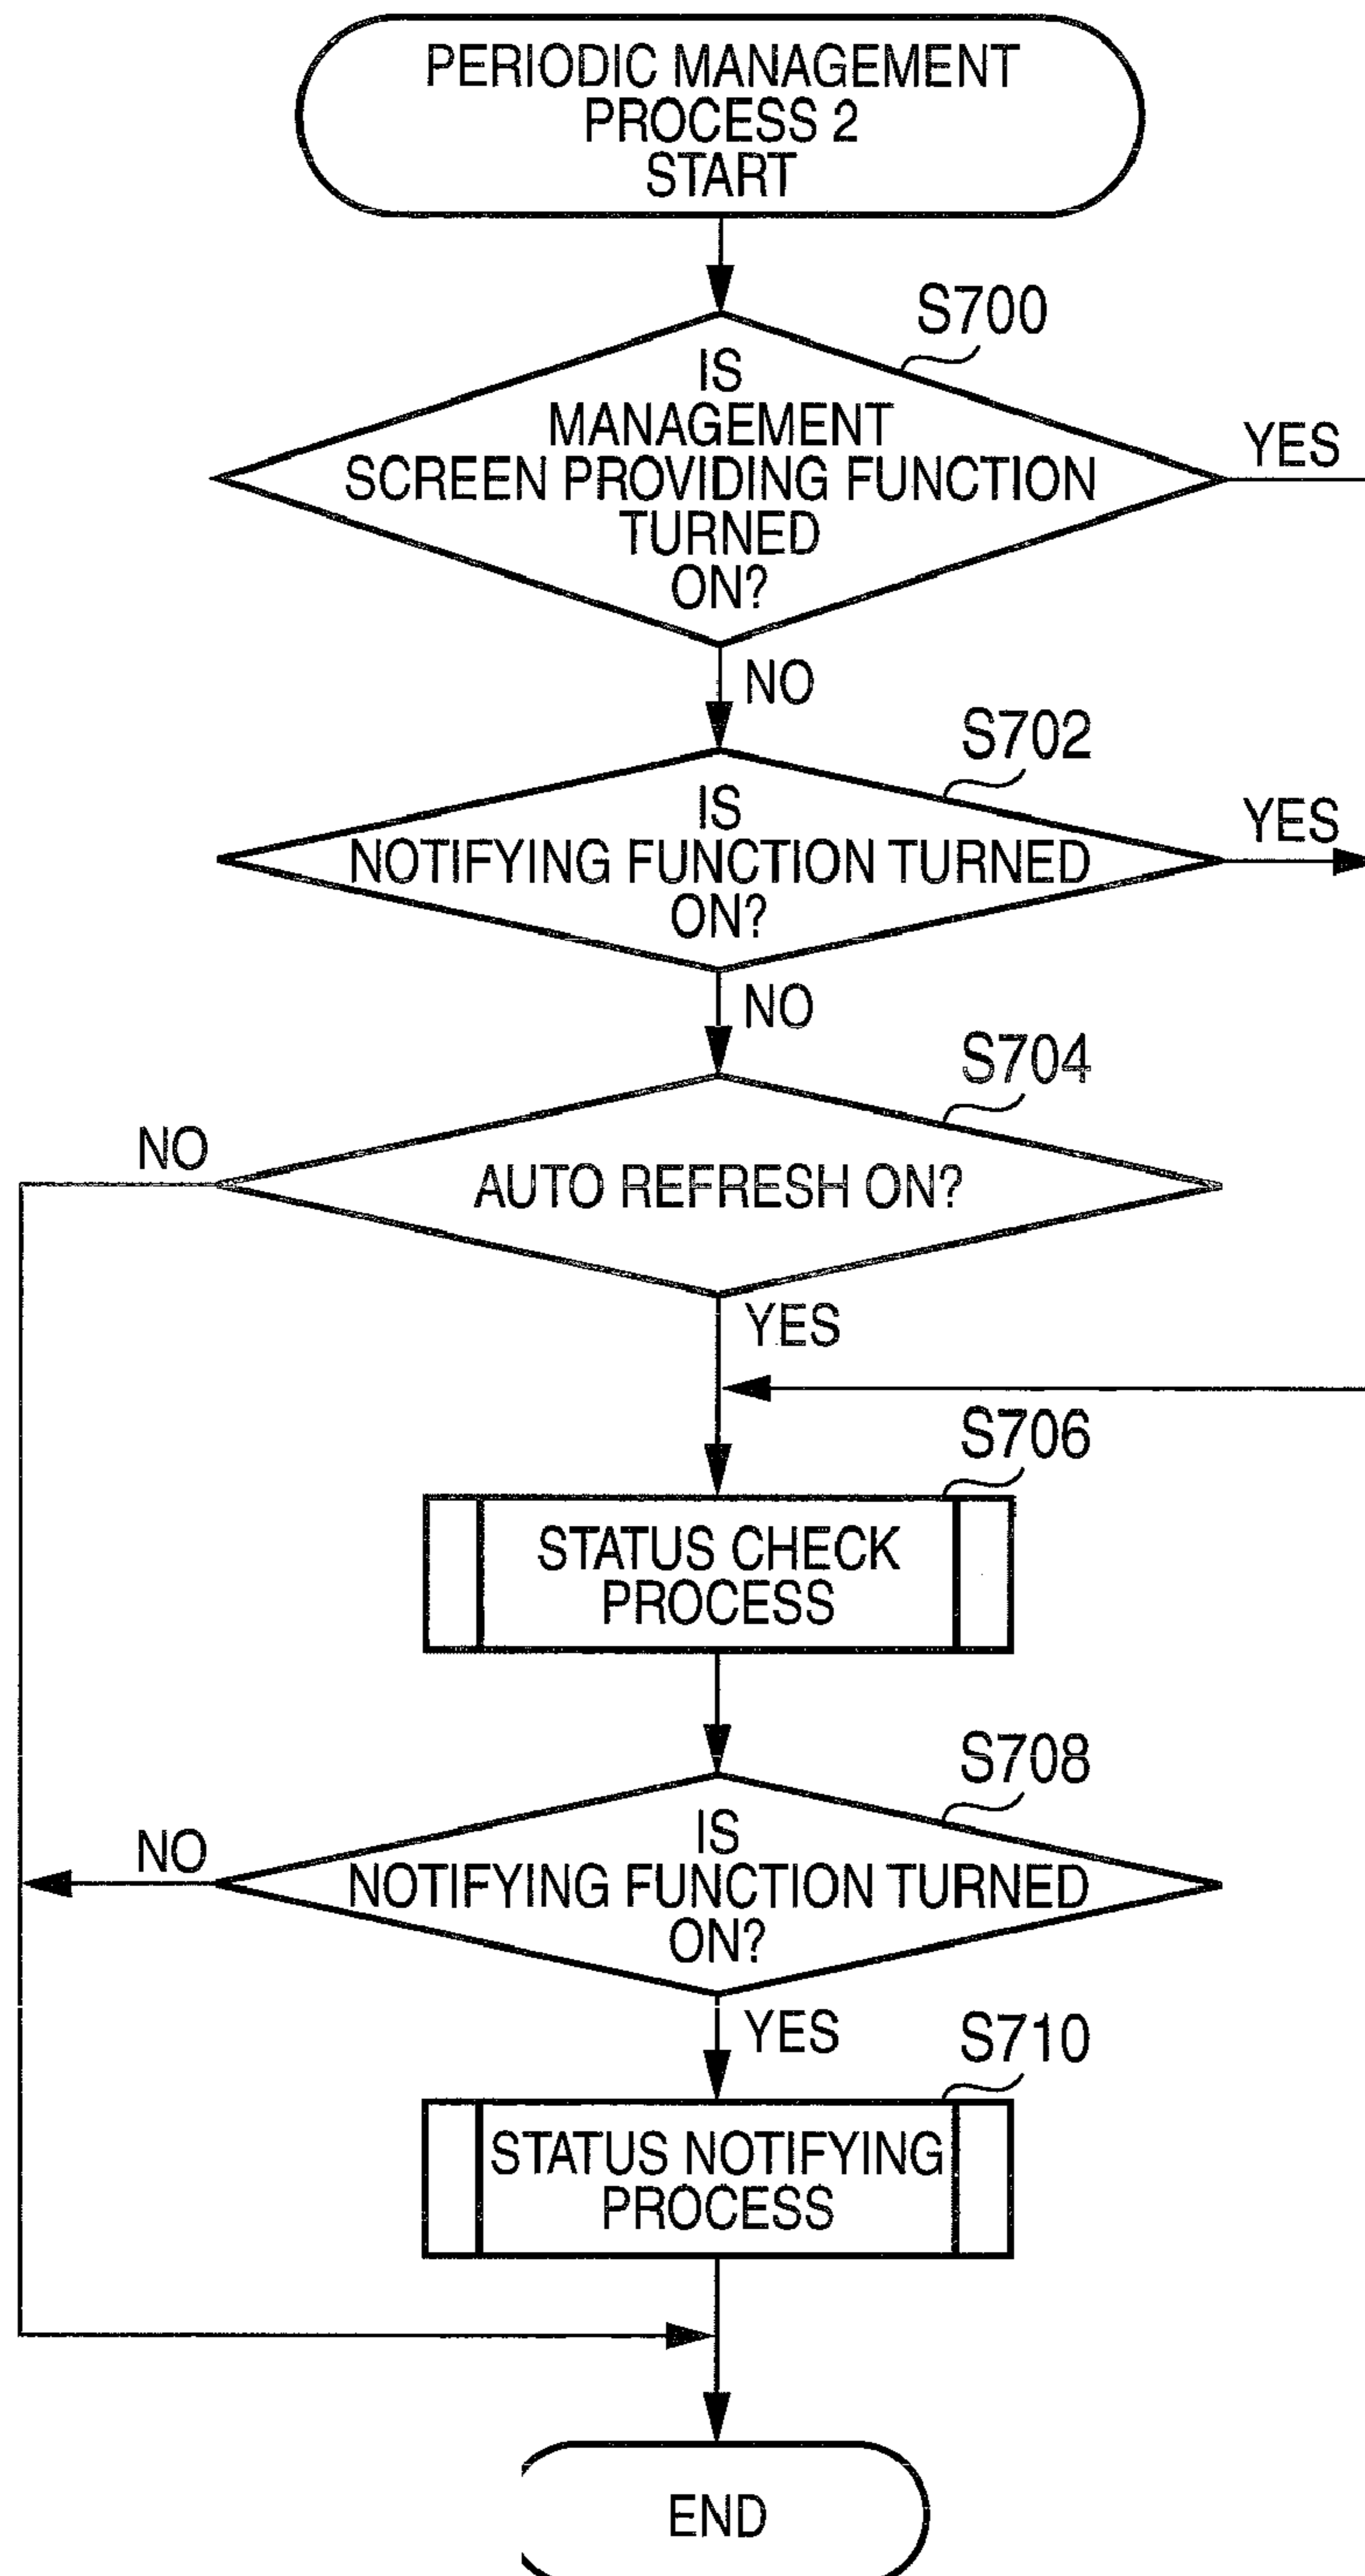 PERIODIC MANAGEMENT
PROCESS 2
START
S700
IS
MANAGEMENT
SCREEN PROVIDING FUNCTION
TURNED
ON?
YES
NO
S702
IS
NOTIFYING FUNCTION TURNED
ON?
YES
NO
S704
AUTO REFRESH ON?
NO
YES
S706
STATUS CHECK
PROCESS
S708
IS
NOTIFYING FUNCTION TURNED
ON?
NO
YES
S710
STATUS NOTIFYING
PROCESS
END